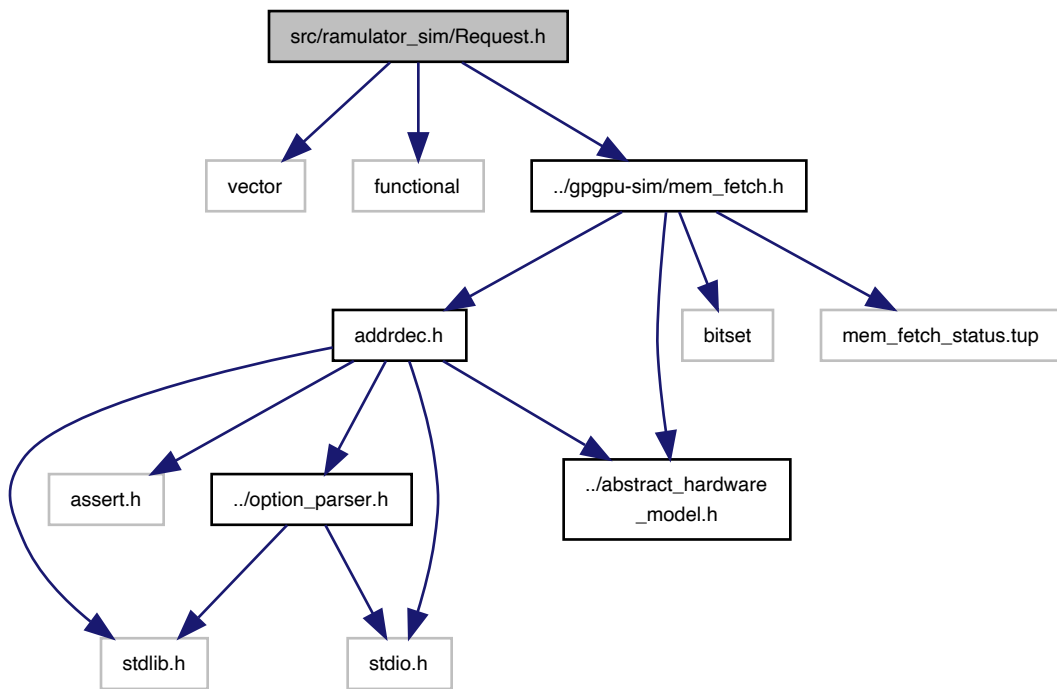 src/ramulator_sim/Request.h
vector
functional
../gpgpu-sim/mem_fetch.h
addrdec.h
bitset
mem_fetch_status.tup
assert.h
../option_parser.h
../abstract_hardware
_model.h
stdlib.h
stdio.h